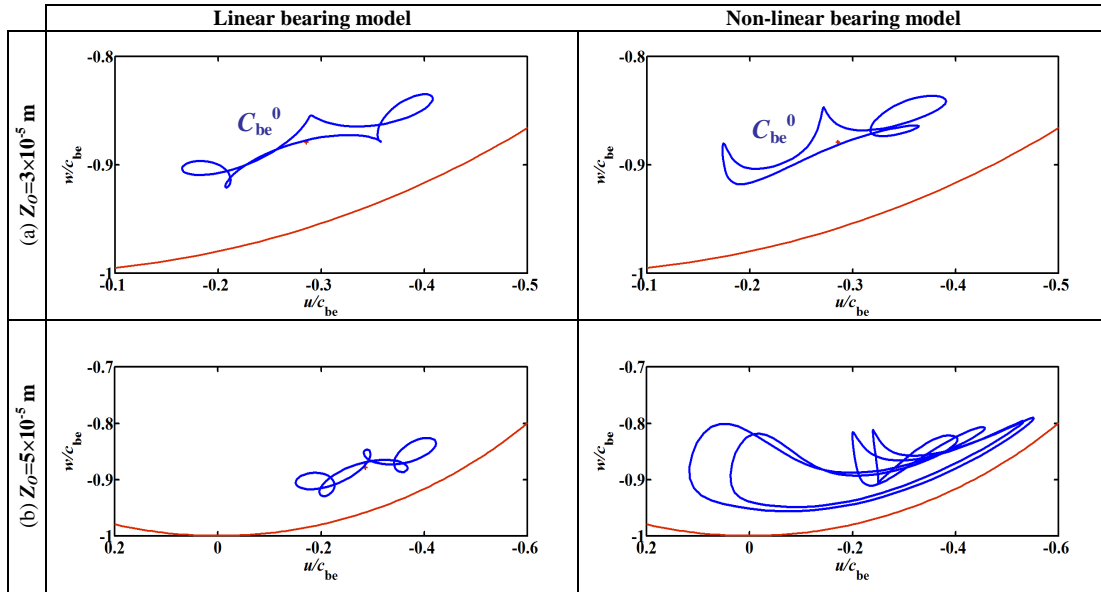 Linear bearing model
Non-linear bearing model
(a) Z_O=3×10^-5 m
-0.8
-0.9
-1
w/c_be
C_be^0
-0.1 -0.2 -0.3 -0.4 -0.5
u/c_be
-0.8
-0.9
-1
w/c_be
C_be^0
-0.1 -0.2 -0.3 -0.4 -0.5
u/c_be
(b) Z_O=5×10^-5 m
-0.7
-0.8
-0.9
-1
w/c_be
0.2 0 -0.2 -0.4 -0.6
u/c_be
-0.7
-0.8
-0.9
-1
w/c_be
0.2 0 -0.2 -0.4 -0.6
u/c_be